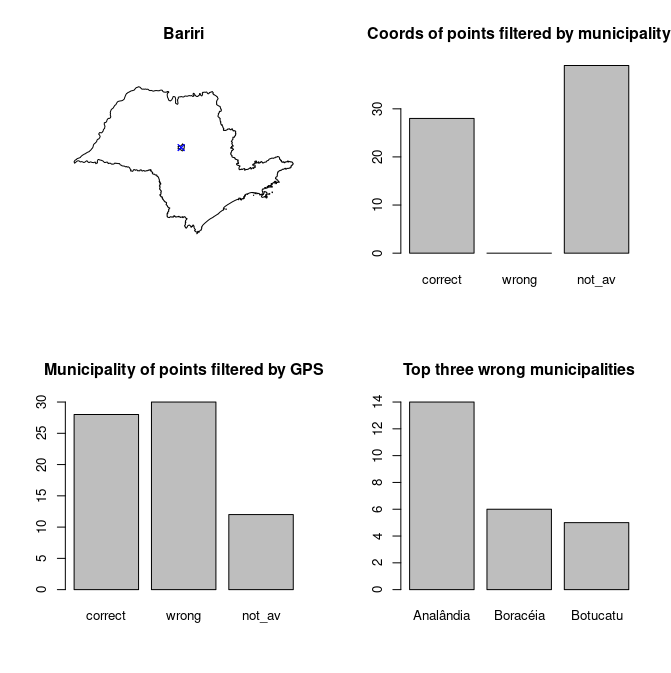 Bariri
Coords of points filtered by municipality
0
10
20
30
correct wrong not_av
Municipality of points filtered by GPS
0
5
10
15
20
25
30
correct wrong not_av
Top three wrong municipalities
0
2
4
6
8
10
12
14
Analândia Boracéia Botucatu